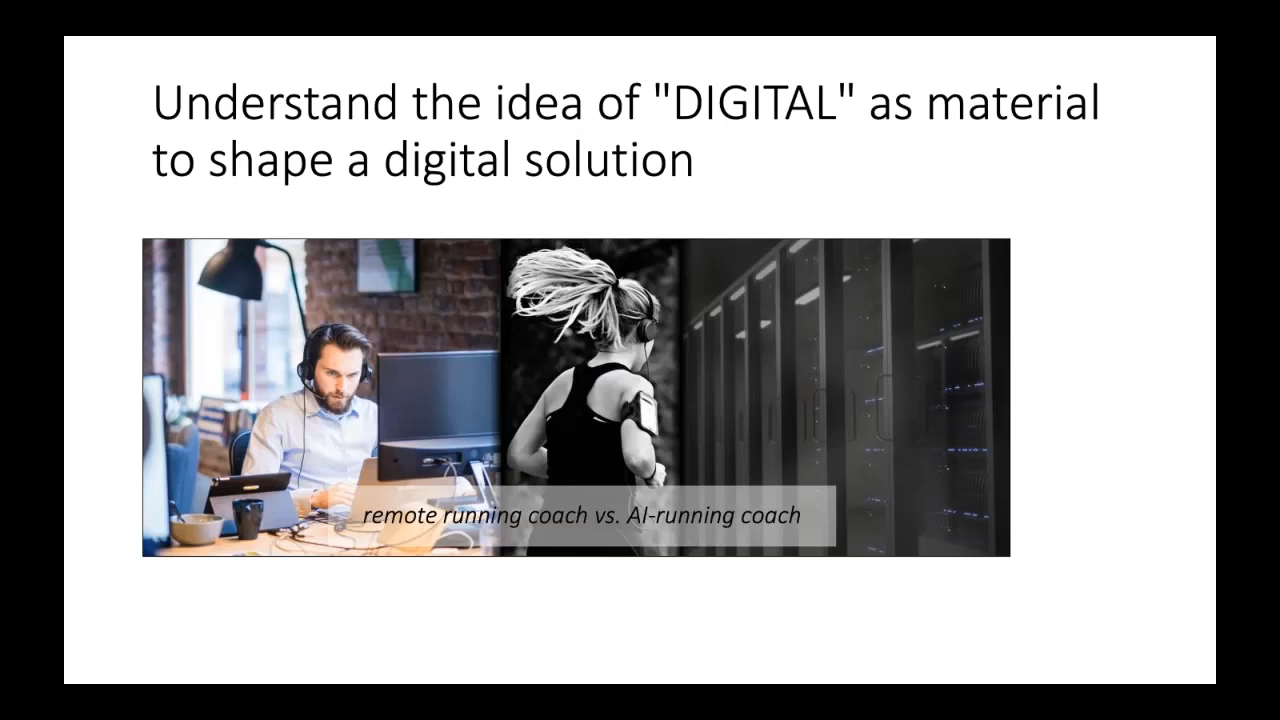 Understand the idea of "DIGITAL" as material
to shape a digital solution
remote running coach vs. AI-running coach